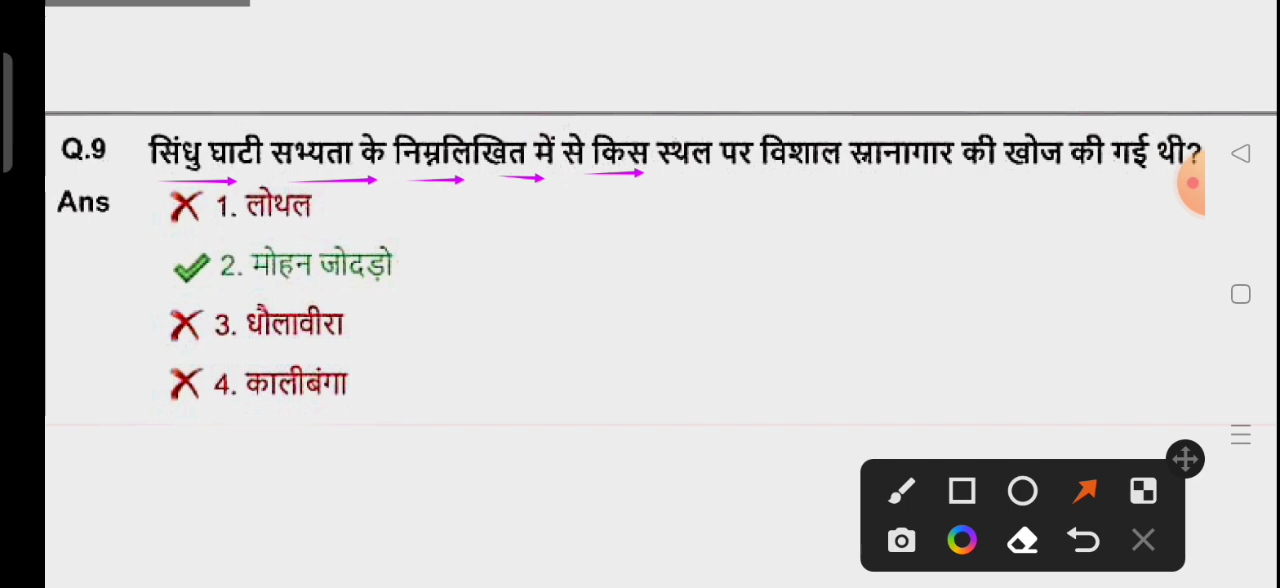 Q.9 सिंधु घाटी सभ्यता के निम्नलिखित में से किस स्थल पर विशाल स्नानागार की खोज की गई थी?
Ans 1. लोथल
2. मोहन जोदड़ो
3. धौलावीरा
4. कालीबंगा